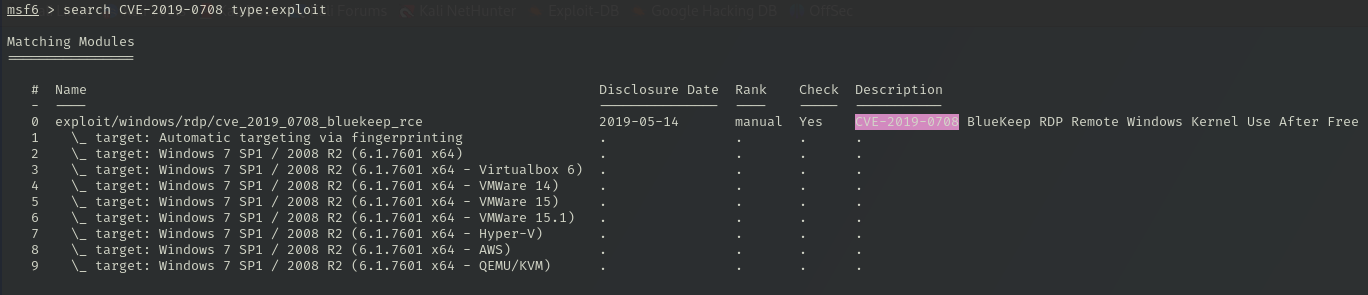 Forums Kali NetHunter Exploit-DB Google Hacking DB OffSec
msf6 > search CVE-2019-0708 type:exploit
Matching Modules
================
# Name Disclosure Date Rank Check Description
- ---- --------------- ---- ----- -----------
0 exploit/windows/rdp/cve_2019_0708_bluekeep_rce 2019-05-14 manual Yes CVE-2019-0708 BlueKeep RDP Remote Windows Kernel Use After Free
1 \_ target: Automatic targeting via fingerprinting . . . .
2 \_ target: Windows 7 SP1 / 2008 R2 (6.1.7601 x64) . . . .
3 \_ target: Windows 7 SP1 / 2008 R2 (6.1.7601 x64 - Virtualbox 6) . . . .
4 \_ target: Windows 7 SP1 / 2008 R2 (6.1.7601 x64 - VMWare 14) . . . .
5 \_ target: Windows 7 SP1 / 2008 R2 (6.1.7601 x64 - VMWare 15) . . . .
6 \_ target: Windows 7 SP1 / 2008 R2 (6.1.7601 x64 - VMWare 15.1) . . . .
7 \_ target: Windows 7 SP1 / 2008 R2 (6.1.7601 x64 - Hyper-V) . . . .
8 \_ target: Windows 7 SP1 / 2008 R2 (6.1.7601 x64 - AWS) . . . .
9 \_ target: Windows 7 SP1 / 2008 R2 (6.1.7601 x64 - QEMU/KVM) . . . .